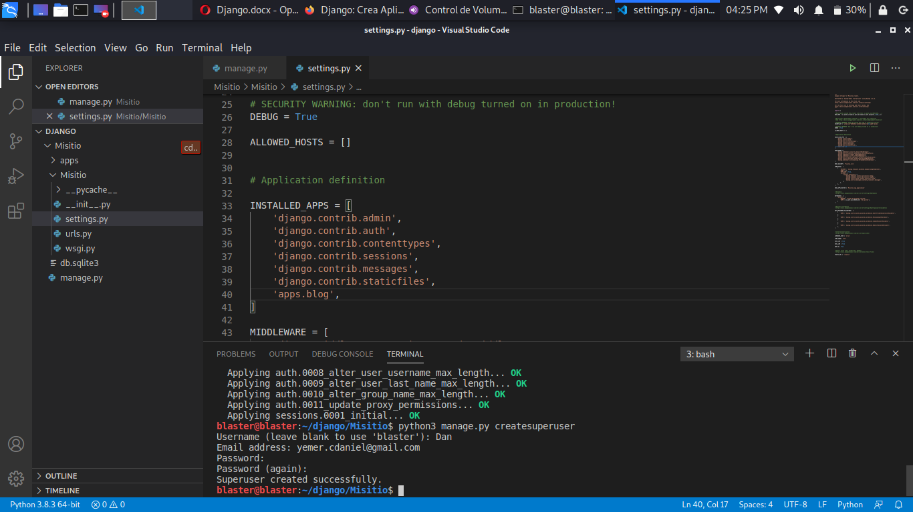 Django.docx - Op...
Django: Crea Apli...
Control de Volum...
blaster@blaster: ...
settings.py - djan...
04:25 PM
30%
settings.py - django - Visual Studio Code
File Edit Selection View Go Run Terminal Help
EXPLORER
OPEN EDITORS
manage.py Misitio
settings.py Misitio/Misitio
DJANGO
Misitio
cd..
apps
Misitio
__pycache__
__init__.py
settings.py
urls.py
wsgi.py
db.sqlite3
manage.py
OUTLINE
TIMELINE
manage.py
settings.py
Misitio > Misitio > settings.py > ...
25 # SECURITY WARNING: don't run with debug turned on in production!
26 DEBUG = True
27
28 ALLOWED_HOSTS = []
29
30
31 # Application definition
32
33 INSTALLED_APPS = [
34 'django.contrib.admin',
35 'django.contrib.auth',
36 'django.contrib.contenttypes',
37 'django.contrib.sessions',
38 'django.contrib.messages',
39 'django.contrib.staticfiles',
40 'apps.blog',
41 ]
42
43 MIDDLEWARE = [
PROBLEMS OUTPUT DEBUG CONSOLE TERMINAL
3: bash
Applying auth.0008_alter_user_username_max_length... OK
Applying auth.0009_alter_user_last_name_max_length... OK
Applying auth.0010_alter_group_name_max_length... OK
Applying auth.0011_update_proxy_permissions... OK
Applying sessions.0001_initial... OK
blaster@blaster:~/django/Misitio$ python3 manage.py createsuperuser
Username (leave blank to use 'blaster'): Dan
Email address: yemer.cdaniel@gmail.com
Password:
Password (again):
Superuser created successfully.
blaster@blaster:~/django/Misitio$
Python 3.8.3 64-bit
0
0
Ln 40, Col 17
Spaces: 4
UTF-8
LF
Python